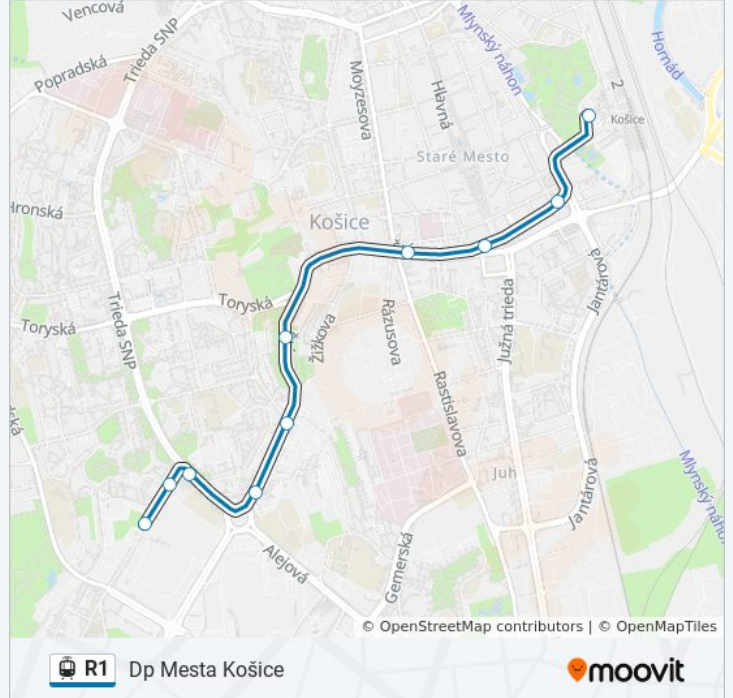 Vencová
Trieda SNP
Popradská
Mlynský náhon
Hornád
Moyzesova
Hlavná
2
Košice
Staré Mesto
Hronská
Košice
Jantárová
Toryská
Toryská
Trieda SNP
Žižkova
Rázusova
Južná trieda
Rastislavova
Juh
Jantárová
Mlynský náho
Alejová
Gemerská
© OpenStreetMap contributors | © OpenMapTiles
R1 Dp Mesta Košice
moovit